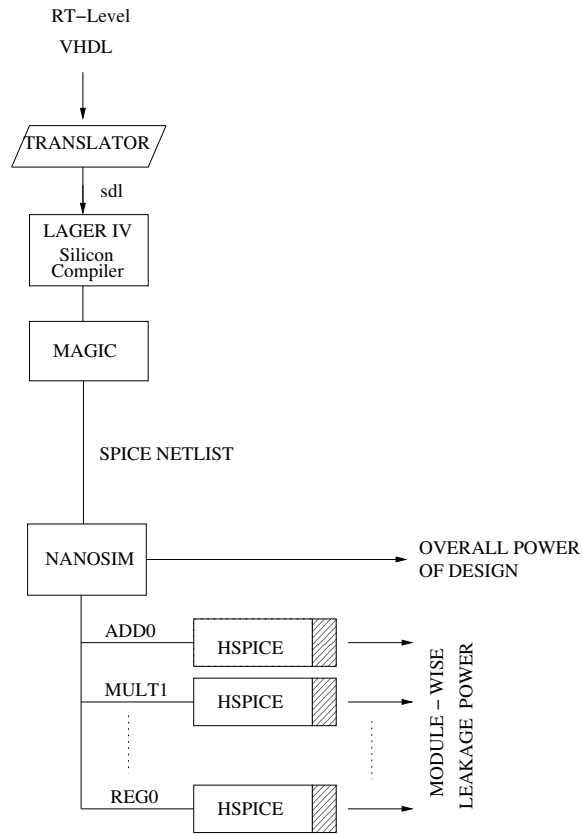 RT-Level
VHDL
TRANSLATOR
sdl
LAGER IV
Silicon
Compiler
MAGIC
SPICE NETLIST
NANOSIM
OVERALL POWER
OF DESIGN
ADD0
HSPICE
MULT1
HSPICE
REG0
HSPICE
MODULE - WISE
LEAKAGE POWER